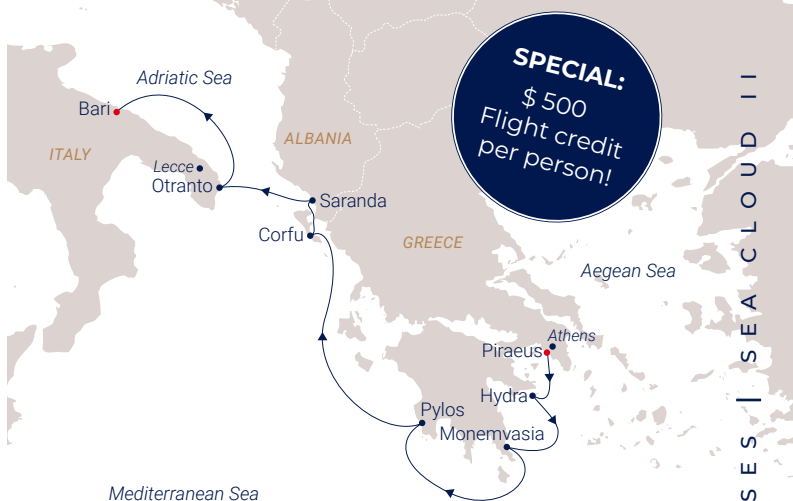 SPECIAL:
$ 500
Flight credit
per person!
Adriatic Sea
Bari
ALBANIA
ITALY
Lecce
Otranto
Saranda
Corfu
GREECE
Aegean Sea
Athens
Piraeus
Hydra
Pylos
Monemvasia
Mediterranean Sea
SES | SEA CLOUD II